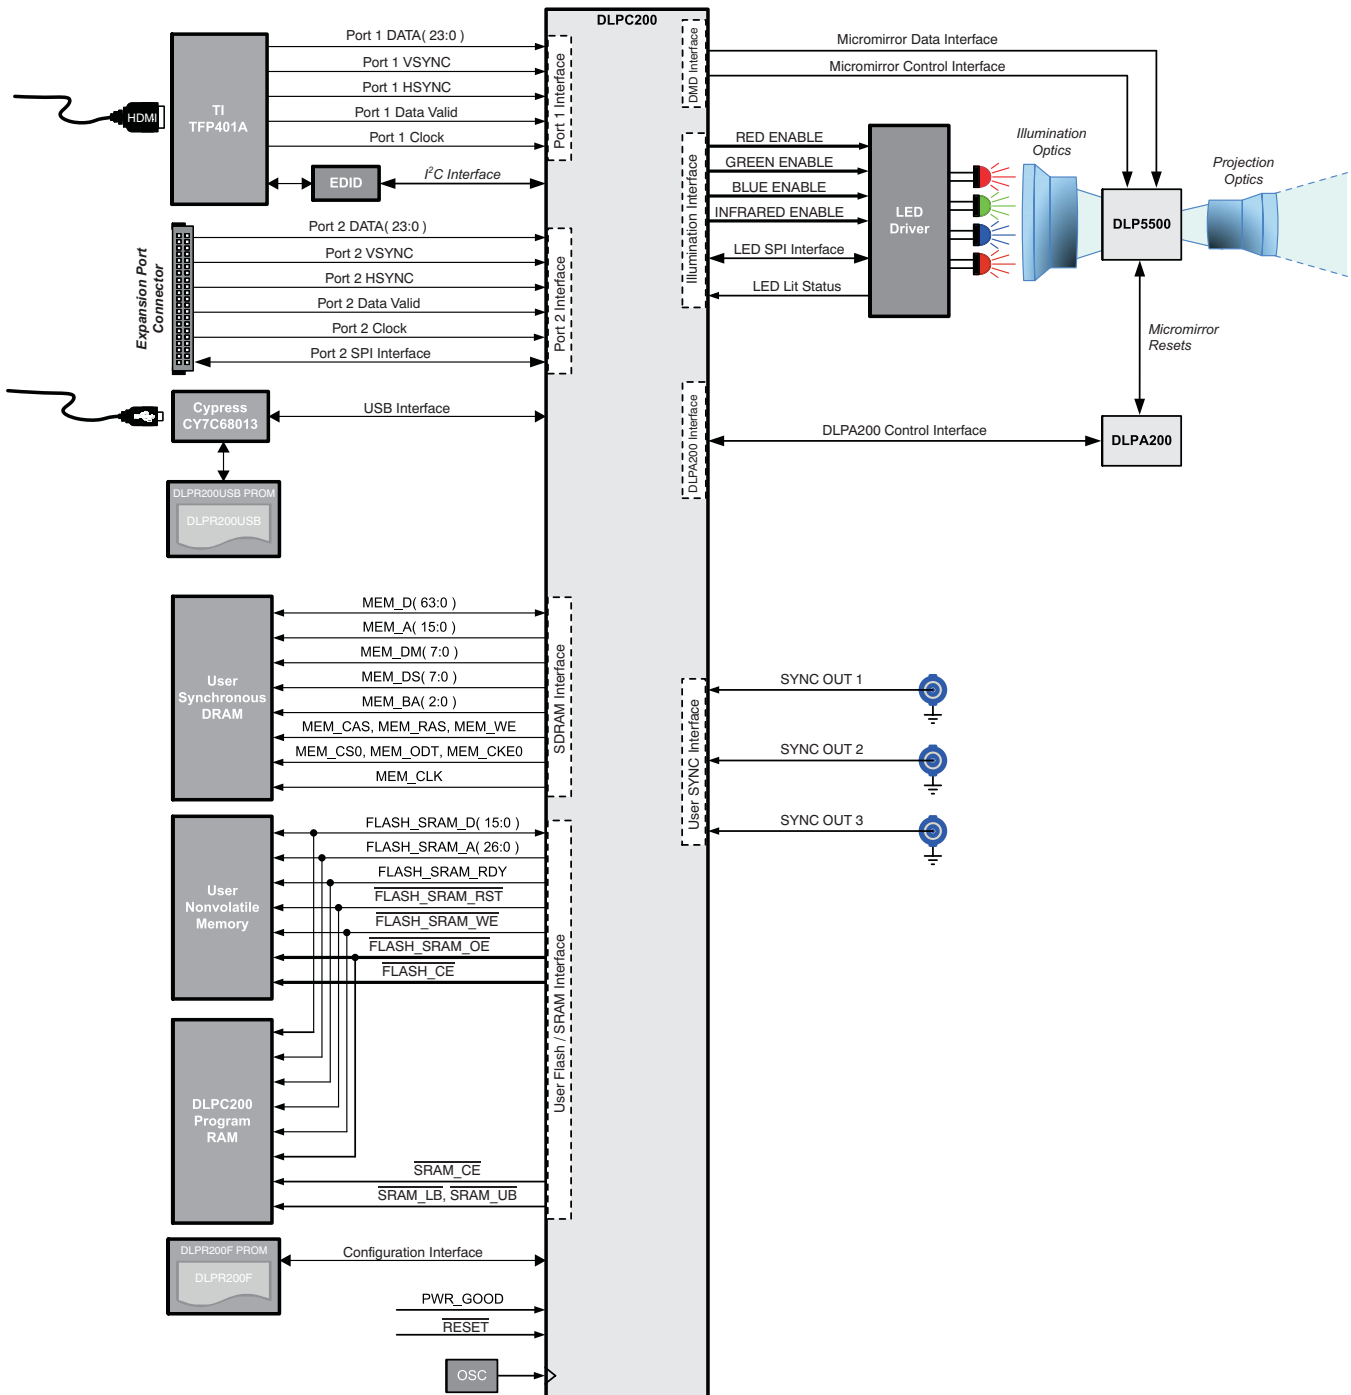 DLPC200
Port 1 DATA( 23:0 )
Port 1 VSYNC
Port 1 HSYNC
Port 1 Data Valid
Port 1 Clock
I²C Interface
HDMI
TI
TFP401A
EDID
Port 1 Interface
Expansion Port
Connector
Port 2 DATA( 23:0 )
Port 2 VSYNC
Port 2 HSYNC
Port 2 Data Valid
Port 2 Clock
Port 2 SPI Interface
Port 2 Interface
Cypress
CY7C68013
USB Interface
DLPR200USB PROM
DLPR200USB
User
Synchronous
DRAM
MEM_D( 63:0 )
MEM_A( 15:0 )
MEM_DM( 7:0 )
MEM_DS( 7:0 )
MEM_BA( 2:0 )
MEM_CAS, MEM_RAS, MEM_WE
MEM_CS0, MEM_ODT, MEM_CKE0
MEM_CLK
SDRAM Interface
User
Nonvolatile
Memory
FLASH_SRAM_D( 15:0 )
FLASH_SRAM_A( 26:0 )
FLASH_SRAM_RDY
FLASH_SRAM_RST
FLASH_SRAM_WE
FLASH_SRAM_OE
FLASH_CE
User Flash / SRAM Interface
DLPC200
Program
RAM
SRAM_CE
SRAM_LB, SRAM_UB
DLPR200F PROM
DLPR200F
Configuration Interface
PWR_GOOD
RESET
OSC
DMD Interface
Micromirror Data Interface
Micromirror Control Interface
Illumination Interface
RED ENABLE
GREEN ENABLE
BLUE ENABLE
INFRARED ENABLE
LED SPI Interface
LED Lit Status
LED
Driver
Illumination
Optics
DLP5500
Projection
Optics
Micromirror
Resets
DLPA200 Interface
DLPA200 Control Interface
DLPA200
User SYNC Interface
SYNC OUT 1
SYNC OUT 2
SYNC OUT 3